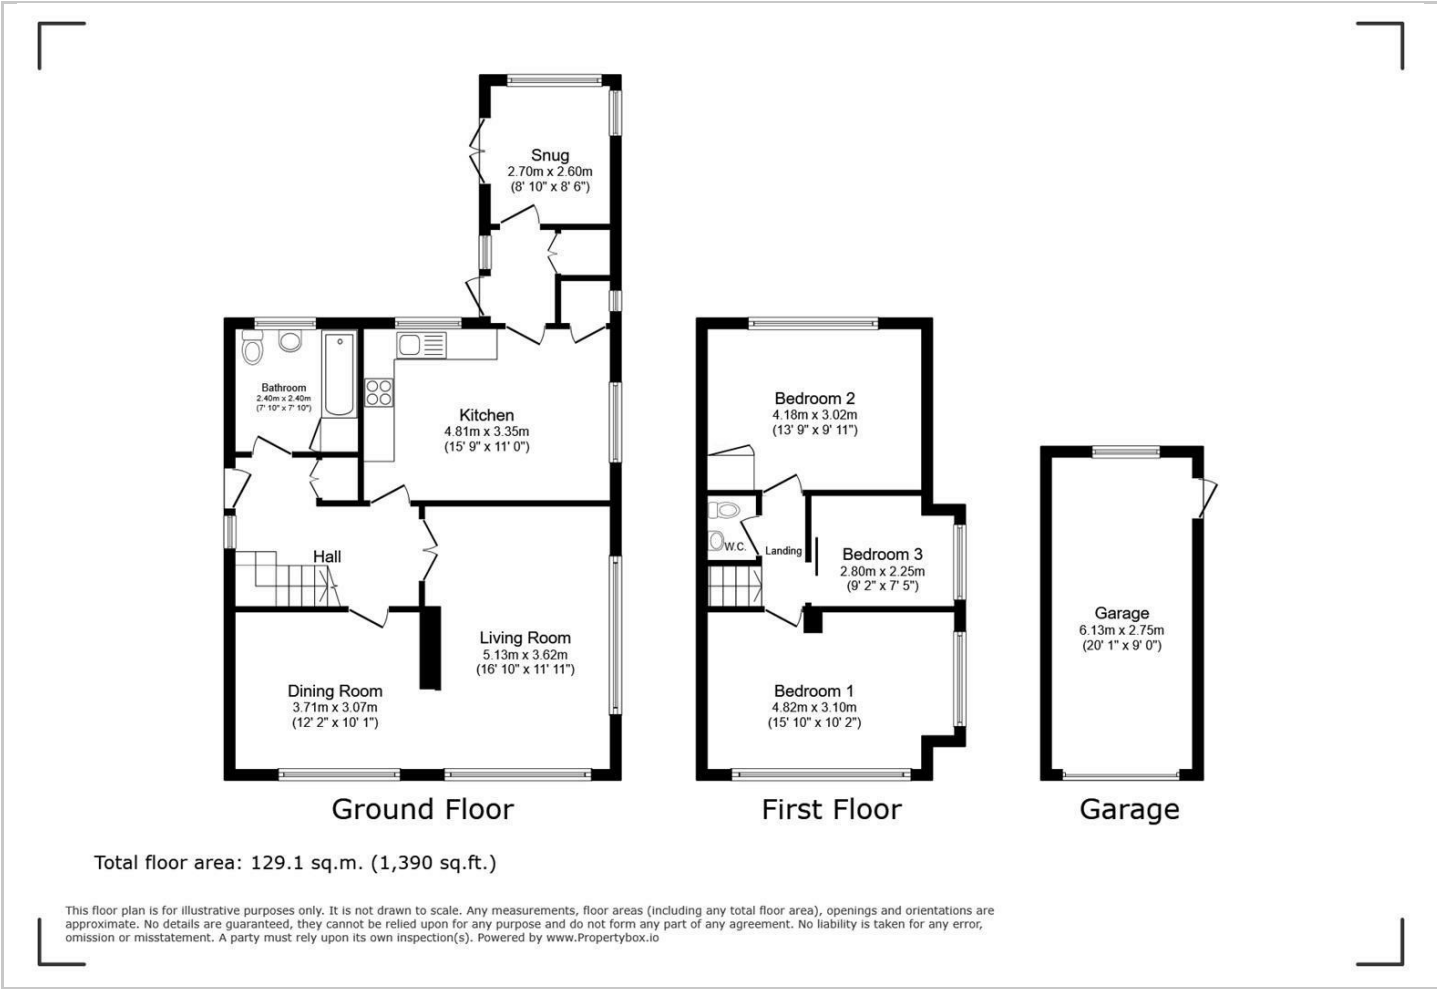 Snug
2.70m x 2.60m
(8' 10" x 8' 6")
Bathroom
2.40m x 2.40m
(7' 10" x 7' 10")
Kitchen
4.81m x 3.35m
(15' 9" x 11' 0")
Hall
Living Room
5.13m x 3.62m
(16' 10" x 11' 11")
Dining Room
3.71m x 3.07m
(12' 2" x 10' 1")
Ground Floor
Bedroom 2
4.18m x 3.02m
(13' 9" x 9' 11")
W.C.
Landing
Bedroom 3
2.80m x 2.25m
(9' 2" x 7' 5")
Bedroom 1
4.82m x 3.10m
(15' 10" x 10' 2")
First Floor
Garage
6.13m x 2.75m
(20' 1" x 9' 0")
Garage
Total floor area: 129.1 sq.m. (1,390 sq.ft.)
This floor plan is for illustrative purposes only. It is not drawn to scale. Any measurements, floor areas (including any total floor area), openings and orientations are
approximate. No details are guaranteed, they cannot be relied upon for any purpose and do not form any part of any agreement. No liability is taken for any error,
omission or misstatement. A party must rely upon its own inspection(s). Powered by www.Propertybox.io